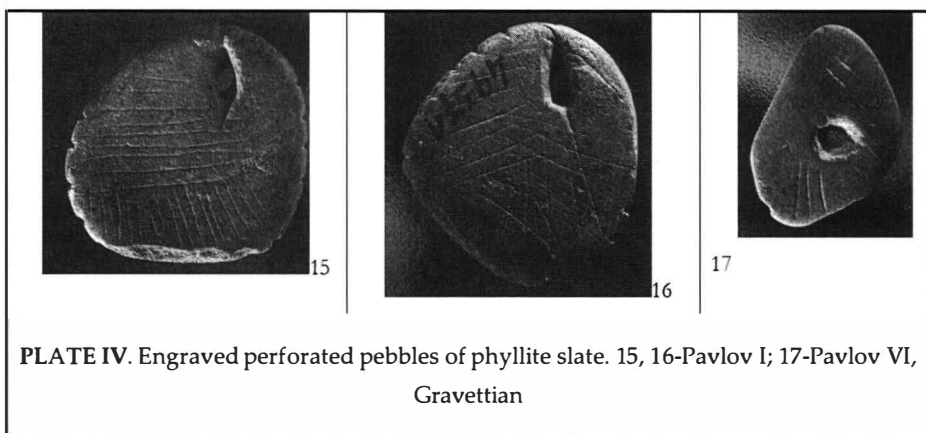 15
16
17
PLATE IV. Engraved perforated pebbles of phyllite slate. 15, 16-Pavlov I; 17-Pavlov VI,
Gravettian